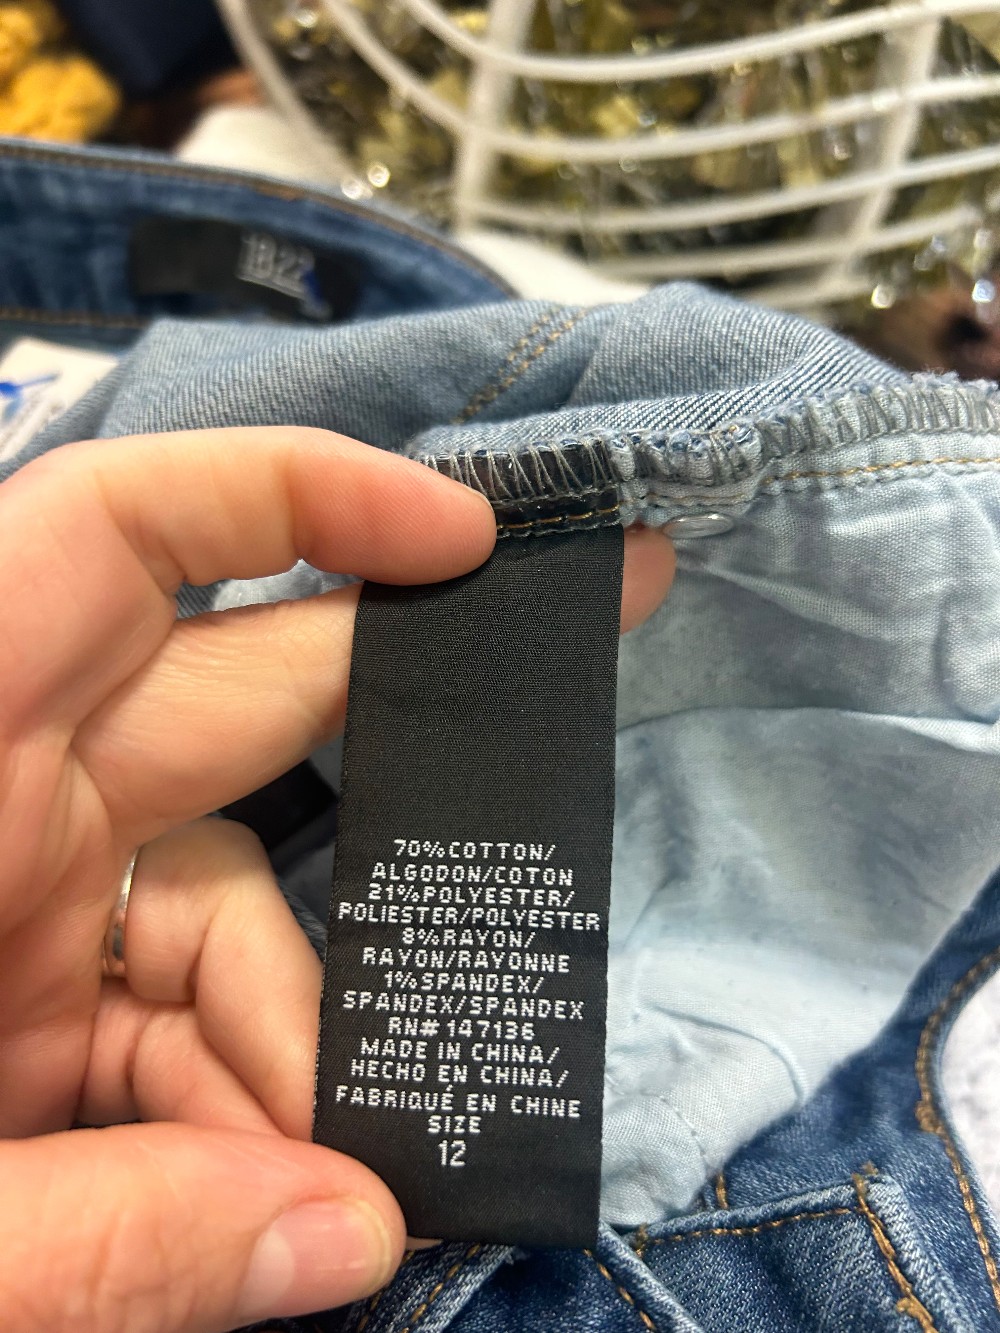 1822
70%COTTON/
ALGODON/COTON
21%POLYESTER/
POLIESTER/POLYESTER
8%RAYON/
RAYON/RAYONNE
1%SPANDEX/
SPANDEX/SPANDEX
RN# 147136
MADE IN CHINA/
HECHO EN CHINA/
FABRIQUÉ EN CHINE
SIZE
12